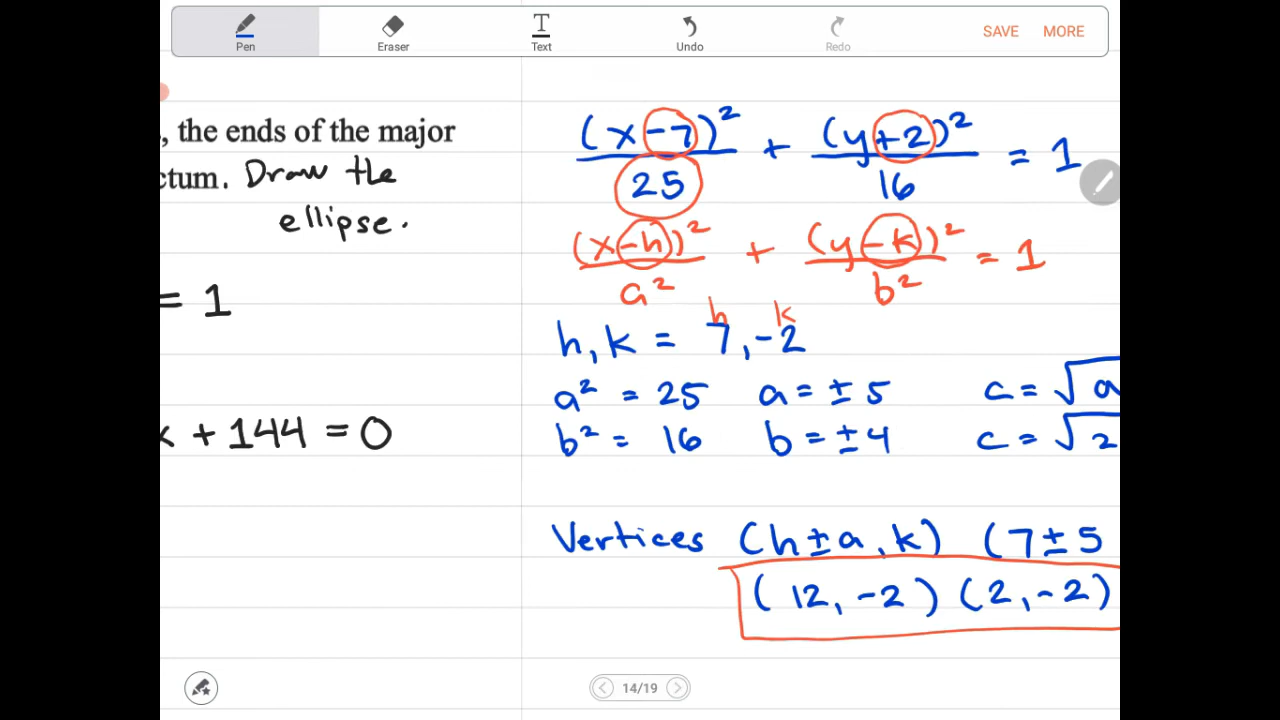 Pen Eraser Text Undo Redo SAVE MORE
, the ends of the major
ctum. Draw the
ellipse.
= 1
+ 144 = 0
(x - 7)² / 25 + (y + 2)² / 16 = 1
(x - h)² / a² + (y - k)² / b² = 1
h k
h, k = 7, -2
a² = 25 a = ± 5 c = √a
b² = 16 b = ± 4 c = √2
Vertices (h ± a, k) (7 ± 5
(12, -2) (2, -2)
14/19